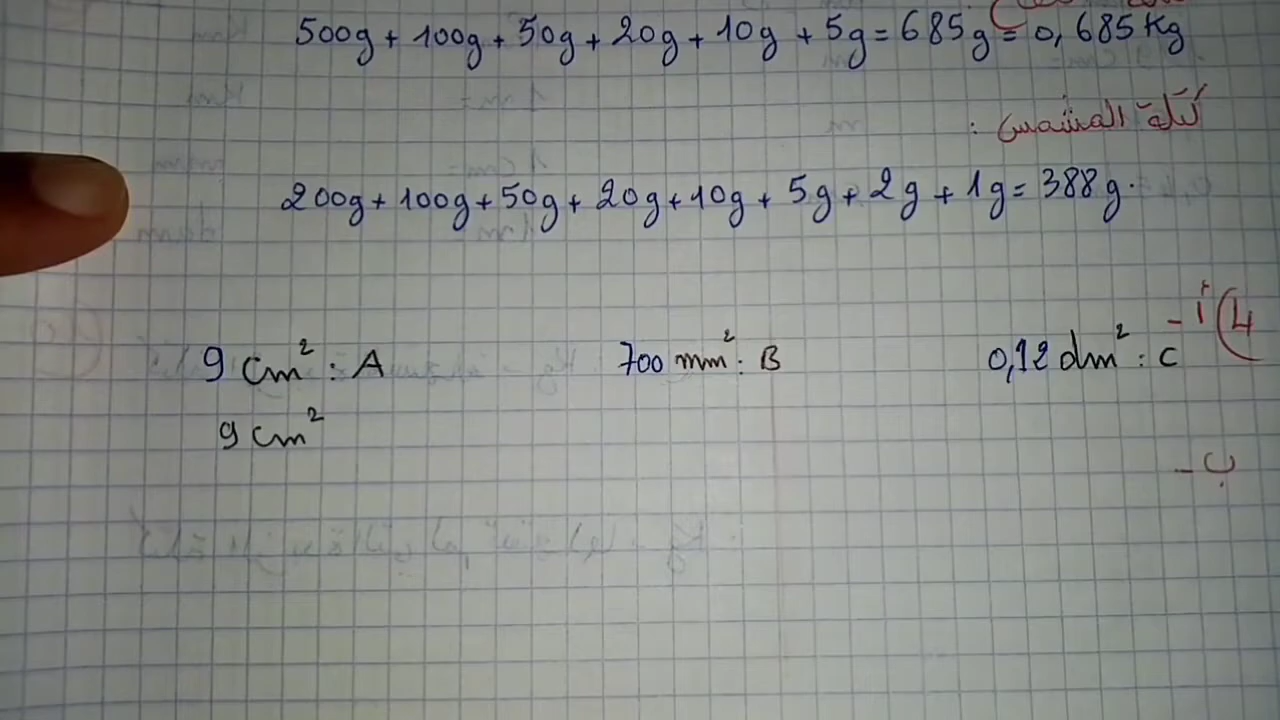 500g + 100g + 50g + 20g + 10g + 5g = 685g = 0,685 Kg
كتلة المشمس :
200g + 100g + 50g + 20g + 10g + 5g + 2g + 1g = 388g.
4) أ -
9 cm² : A 700 mm² : B 0,12 dm² : C
9 cm²
ب -